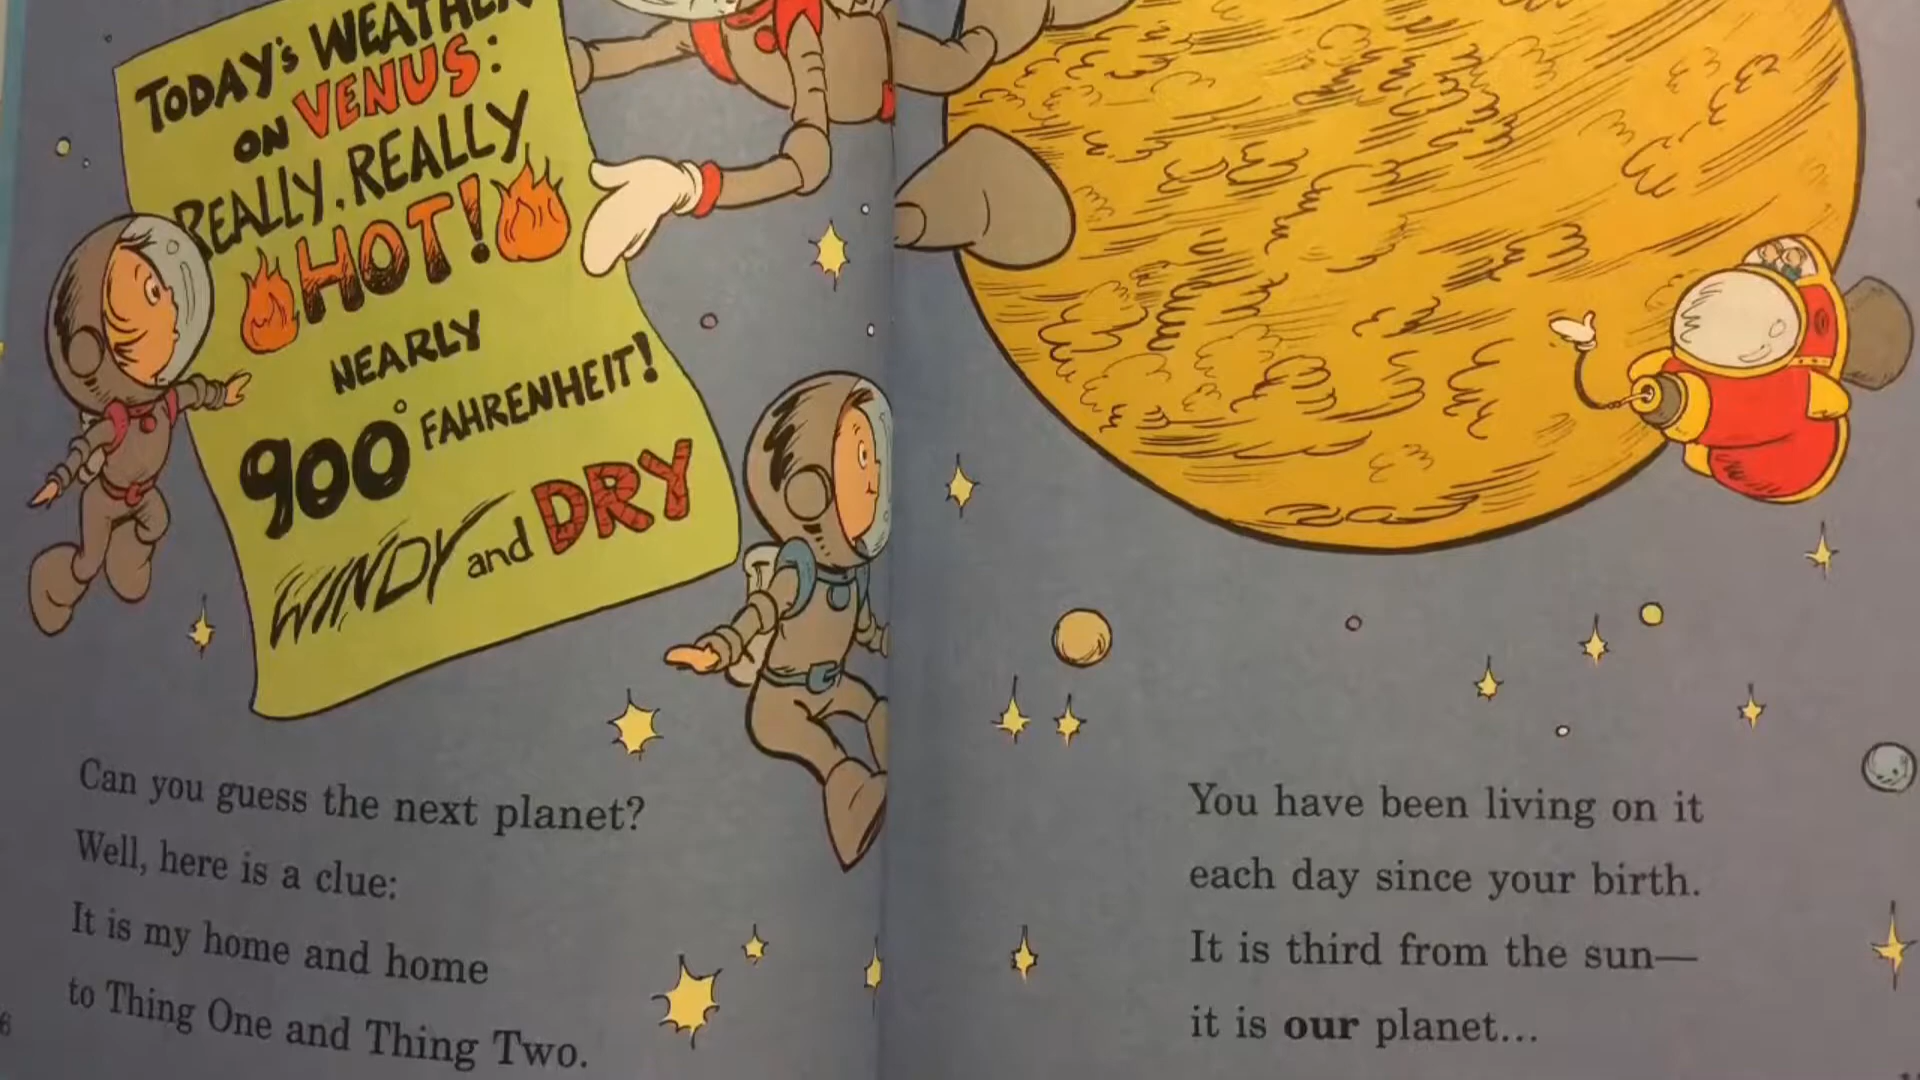 TODAY'S WEATHER
ON VENUS:
REALLY, REALLY
HOT!
NEARLY
900° FAHRENHEIT!
WINDY and DRY
Can you guess the next planet?
Well, here is a clue:
It is my home and home
to Thing One and Thing Two.
You have been living on it
each day since your birth.
It is third from the sun—
it is our planet...